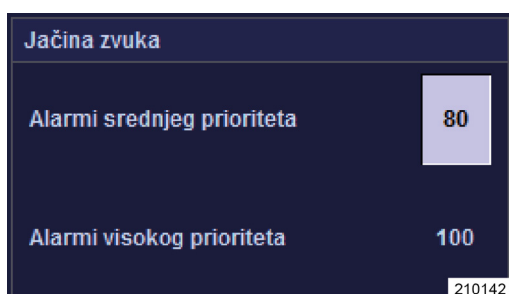 Jačina zvuka
Alarmi srednjeg prioriteta 80
Alarmi visokog prioriteta 100
210142